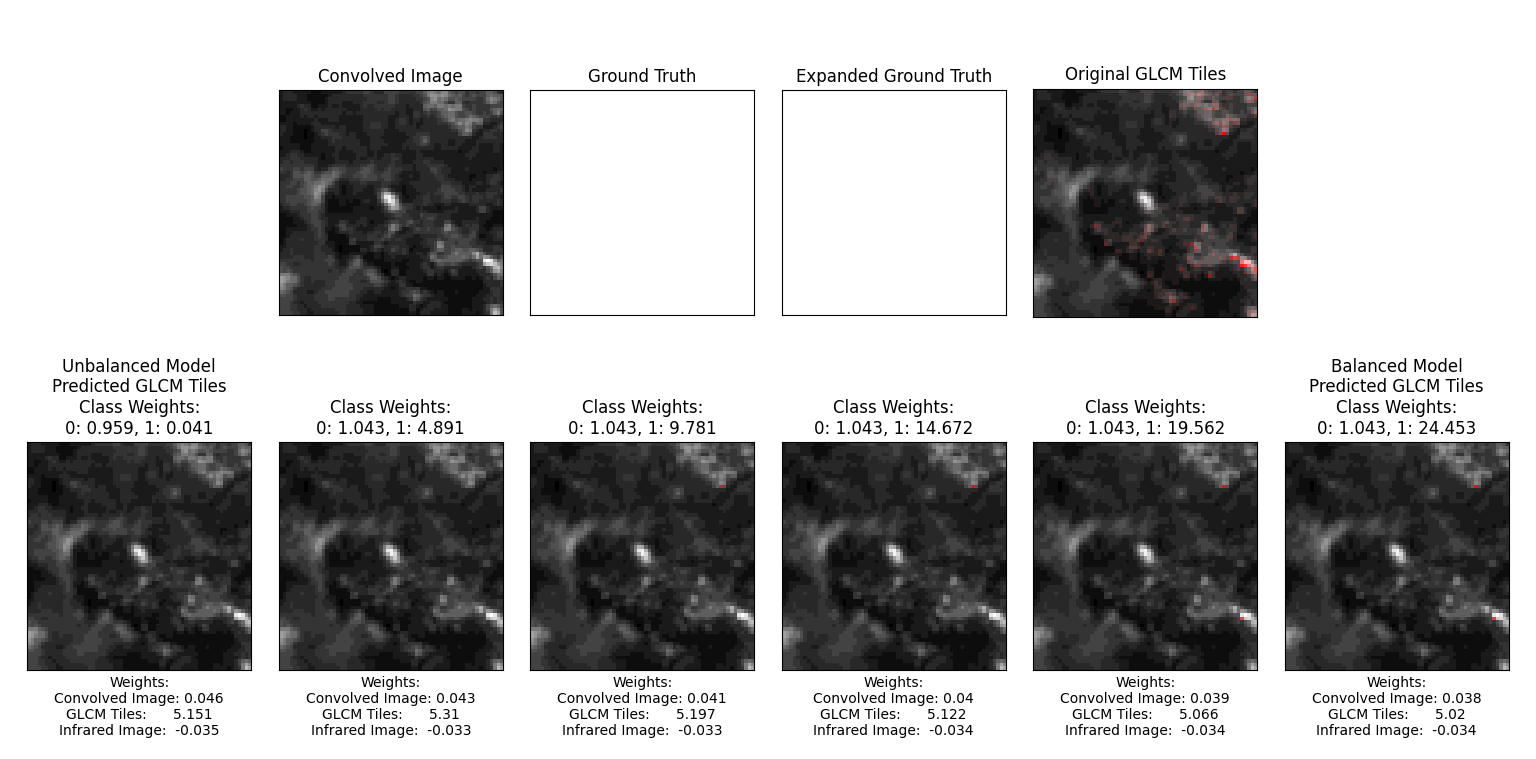 Convolved Image
Ground Truth
Expanded Ground Truth
Original GLCM Tiles
Unbalanced Model
Predicted GLCM Tiles
Class Weights:
0: 0.959, 1: 0.041
Class Weights:
0: 1.043, 1: 4.891
Class Weights:
0: 1.043, 1: 9.781
Class Weights:
0: 1.043, 1: 14.672
Class Weights:
0: 1.043, 1: 19.562
Balanced Model
Predicted GLCM Tiles
Class Weights:
0: 1.043, 1: 24.453
Weights:
Convolved Image: 0.046
GLCM Tiles: 5.151
Infrared Image: -0.035
Weights:
Convolved Image: 0.043
GLCM Tiles: 5.31
Infrared Image: -0.033
Weights:
Convolved Image: 0.041
GLCM Tiles: 5.197
Infrared Image: -0.033
Weights:
Convolved Image: 0.04
GLCM Tiles: 5.122
Infrared Image: -0.034
Weights:
Convolved Image: 0.039
GLCM Tiles: 5.066
Infrared Image: -0.034
Weights:
Convolved Image: 0.038
GLCM Tiles: 5.02
Infrared Image: -0.034